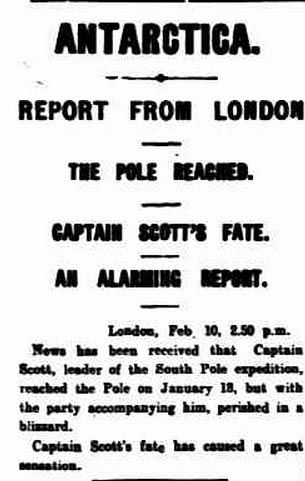 ANTARCTICA.
REPORT FROM LONDON
THE POLE REACHED.
CAPTAIN SCOTT'S FATE.
AN ALARMING REPORT.
London, Feb. 10, 2.50 p.m.
News has been received that Captain
Scott, leader of the South Pole expedition,
reached the Pole on January 18, but with
the party accompanying him, perished in a
blizzard.
Captain Scott's fate has caused a great
sensation.